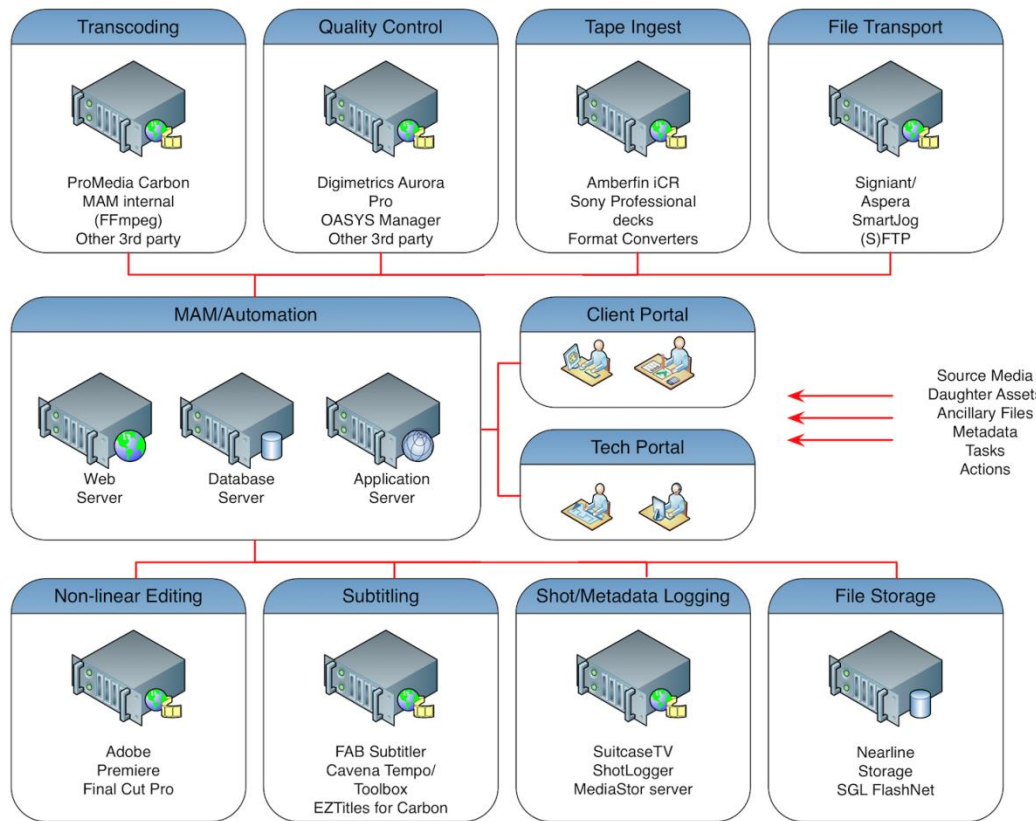 Transcoding
ProMedia Carbon
MAM internal
(FFmpeg)
Other 3rd party
Quality Control
Digimetrics Aurora
Pro
OASYS Manager
Other 3rd party
Tape Ingest
Amberfin iCR
Sony Professional
decks
Format Converters
File Transport
Signiant/
Aspera
SmartJog
(S)FTP
MAM/Automation
Web
Server
Database
Server
Application
Server
Client Portal
Tech Portal
Source Media
Daughter Assets
Ancillary Files
Metadata
Tasks
Actions
Non-linear Editing
Adobe
Premiere
Final Cut Pro
Subtitling
FAB Subtitler
Cavena Tempo/
Toolbox
EZTitles for Carbon
Shot/Metadata Logging
SuitcaseTV
ShotLogger
MediaStor server
File Storage
Nearline
Storage
SGL FlashNet